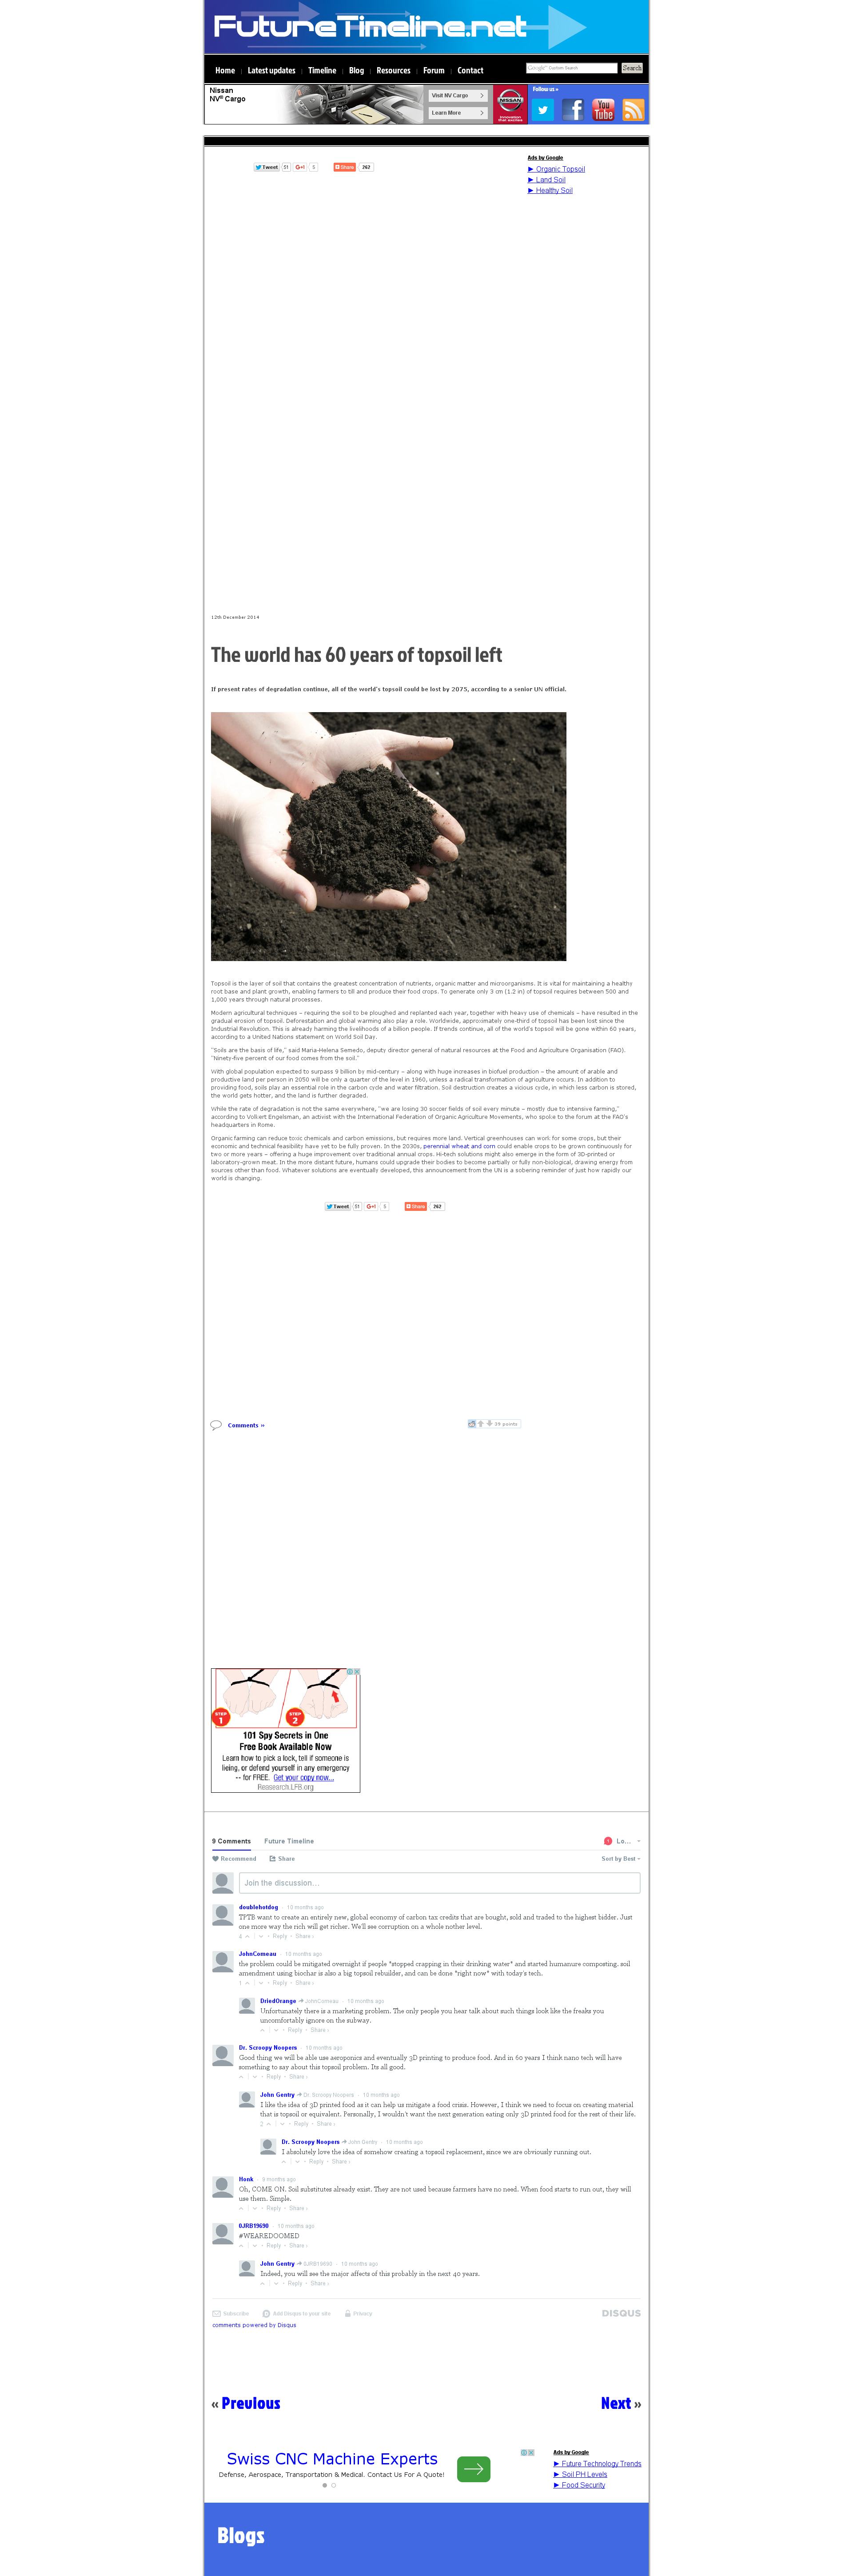 FutureTimeline.net
Home | Latest updates | Timeline | Blog | Resources | Forum | Contact
Google Custom Search Search
Nissan
NV® Cargo
Visit NV Cargo
Learn More
NISSAN
Innovation
that excites
Follow us »
You
Tube
Ads by Google
Tweet 51 +1 5 Share 262
► Organic Topsoil
► Land Soil
► Healthy Soil
12th December 2014
The world has 60 years of topsoil left
If present rates of degradation continue, all of the world's topsoil could be lost by 2075, according to a senior UN official.
Topsoil is the layer of soil that contains the greatest concentration of nutrients, organic matter and microorganisms. It is vital for maintaining a healthy
root base and plant growth, enabling farmers to till and produce their food crops. To generate only 3 cm (1.2 in) of topsoil requires between 500 and
1,000 years through natural processes.
Modern agricultural techniques – requiring the soil to be ploughed and replanted each year, together with heavy use of chemicals – have resulted in the
gradual erosion of topsoil. Deforestation and global warming also play a role. Worldwide, approximately one-third of topsoil has been lost since the
Industrial Revolution. This is already harming the livelihoods of a billion people. If trends continue, all of the world's topsoil will be gone within 60 years,
according to a United Nations statement on World Soil Day.
"Soils are the basis of life," said Maria-Helena Semedo, deputy director general of natural resources at the Food and Agriculture Organisation (FAO).
"Ninety-five percent of our food comes from the soil."
With global population expected to surpass 9 billion by mid-century – along with huge increases in biofuel production – the amount of arable and
productive land per person in 2050 will be only a quarter of the level in 1960, unless a radical transformation of agriculture occurs. In addition to
providing food, soils play an essential role in the carbon cycle and water filtration. Soil destruction creates a vicious cycle, in which less carbon is stored,
the world gets hotter, and the land is further degraded.
While the rate of degradation is not the same everywhere, "we are losing 30 soccer fields of soil every minute – mostly due to intensive farming,"
according to Volkert Engelsman, an activist with the International Federation of Organic Agriculture Movements, who spoke to the forum at the FAO's
headquarters in Rome.
Organic farming can reduce toxic chemicals and carbon emissions, but requires more land. Vertical greenhouses can work for some crops, but their
economic and technical feasibility have yet to be fully proven. In the 2030s, perennial wheat and corn could enable crops to be grown continuously for
two or more years – offering a huge improvement over traditional annual crops. Hi-tech solutions might also emerge in the form of 3D-printed or
laboratory-grown meat. In the more distant future, humans could upgrade their bodies to become partially or fully non-biological, drawing energy from
sources other than food. Whatever solutions are eventually developed, this announcement from the UN is a sobering reminder of just how rapidly our
world is changing.
Tweet 51 +1 5 Share 262
Comments »
39 points
STEP 1
STEP 2
101 Spy Secrets in One
Free Book Available Now
Learn how to pick a lock, tell if someone is
lieing, or defend yourself in any emergency
-- for FREE. Get your copy now...
Reasearch.LFB.org
9 Comments Future Timeline 1 Lo...
Recommend Share Sort by Best
Join the discussion...
doublehotdog · 10 months ago
TPTB want to create an entirely new, global economy of carbon tax credits that are bought, sold and traded to the highest bidder. Just
one more way the rich will get richer. We'll see corruption on a whole nother level.
4 · Reply · Share ›
JohnComeau · 10 months ago
the problem could be mitigated overnight if people *stopped crapping in their drinking water* and started humanure composting. soil
amendment using biochar is also a big topsoil rebuilder, and can be done *right now* with today's tech.
1 · Reply · Share ›
DriedOrange JohnComeau · 10 months ago
Unfortunately there is a marketing problem. The only people you hear talk about such things look like the freaks you
uncomfortably ignore on the subway.
· Reply · Share ›
Dr. Scroopy Noopers · 10 months ago
Good thing we will be able use aeroponics and eventually 3D printing to produce food. And in 60 years I think nano tech will have
something to say about this topsoil problem. Its all good.
· Reply · Share ›
John Gentry Dr. Scroopy Noopers · 10 months ago
I like the idea of 3D printed food as it can help us mitigate a food crisis. However, I think we need to focus on creating material
that is topsoil or equivalent. Personally, I wouldn't want the next generation eating only 3D printed food for the rest of their life.
2 · Reply · Share ›
Dr. Scroopy Noopers John Gentry · 10 months ago
I absolutely love the idea of somehow creating a topsoil replacement, since we are obviously running out.
· Reply · Share ›
Honk · 9 months ago
Oh, COME ON. Soil substitutes already exist. They are not used because farmers have no need. When food starts to run out, they will
use them. Simple.
· Reply · Share ›
0JRB19690 · 10 months ago
#WEAREDOOMED
· Reply · Share ›
John Gentry 0JRB19690 · 10 months ago
Indeed, you will see the major affects of this probably in the next 40 years.
· Reply · Share ›
Subscribe Add Disqus to your site Privacy DISQUS
comments powered by Disqus
« Previous Next »
Swiss CNC Machine Experts
Defense, Aerospace, Transportation & Medical. Contact Us For A Quote!
Ads by Google
► Future Technology Trends
► Soil PH Levels
► Food Security
Blogs